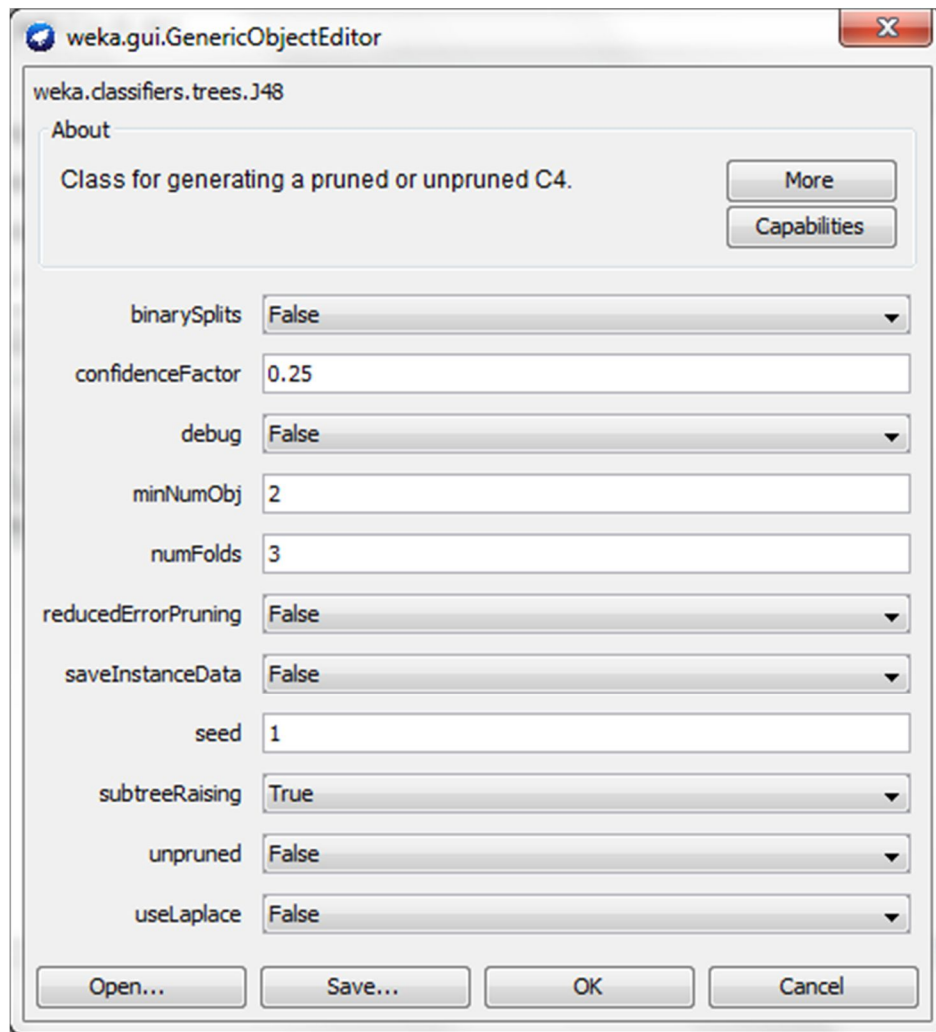 weka.gui.GenericObjectEditor
weka.classifiers.trees.J48
About
Class for generating a pruned or unpruned C4.
More
Capabilities
binarySplits False
confidenceFactor 0.25
debug False
minNumObj 2
numFolds 3
reducedErrorPruning False
saveInstanceData False
seed 1
subtreeRaising True
unpruned False
useLaplace False
Open... Save... OK Cancel